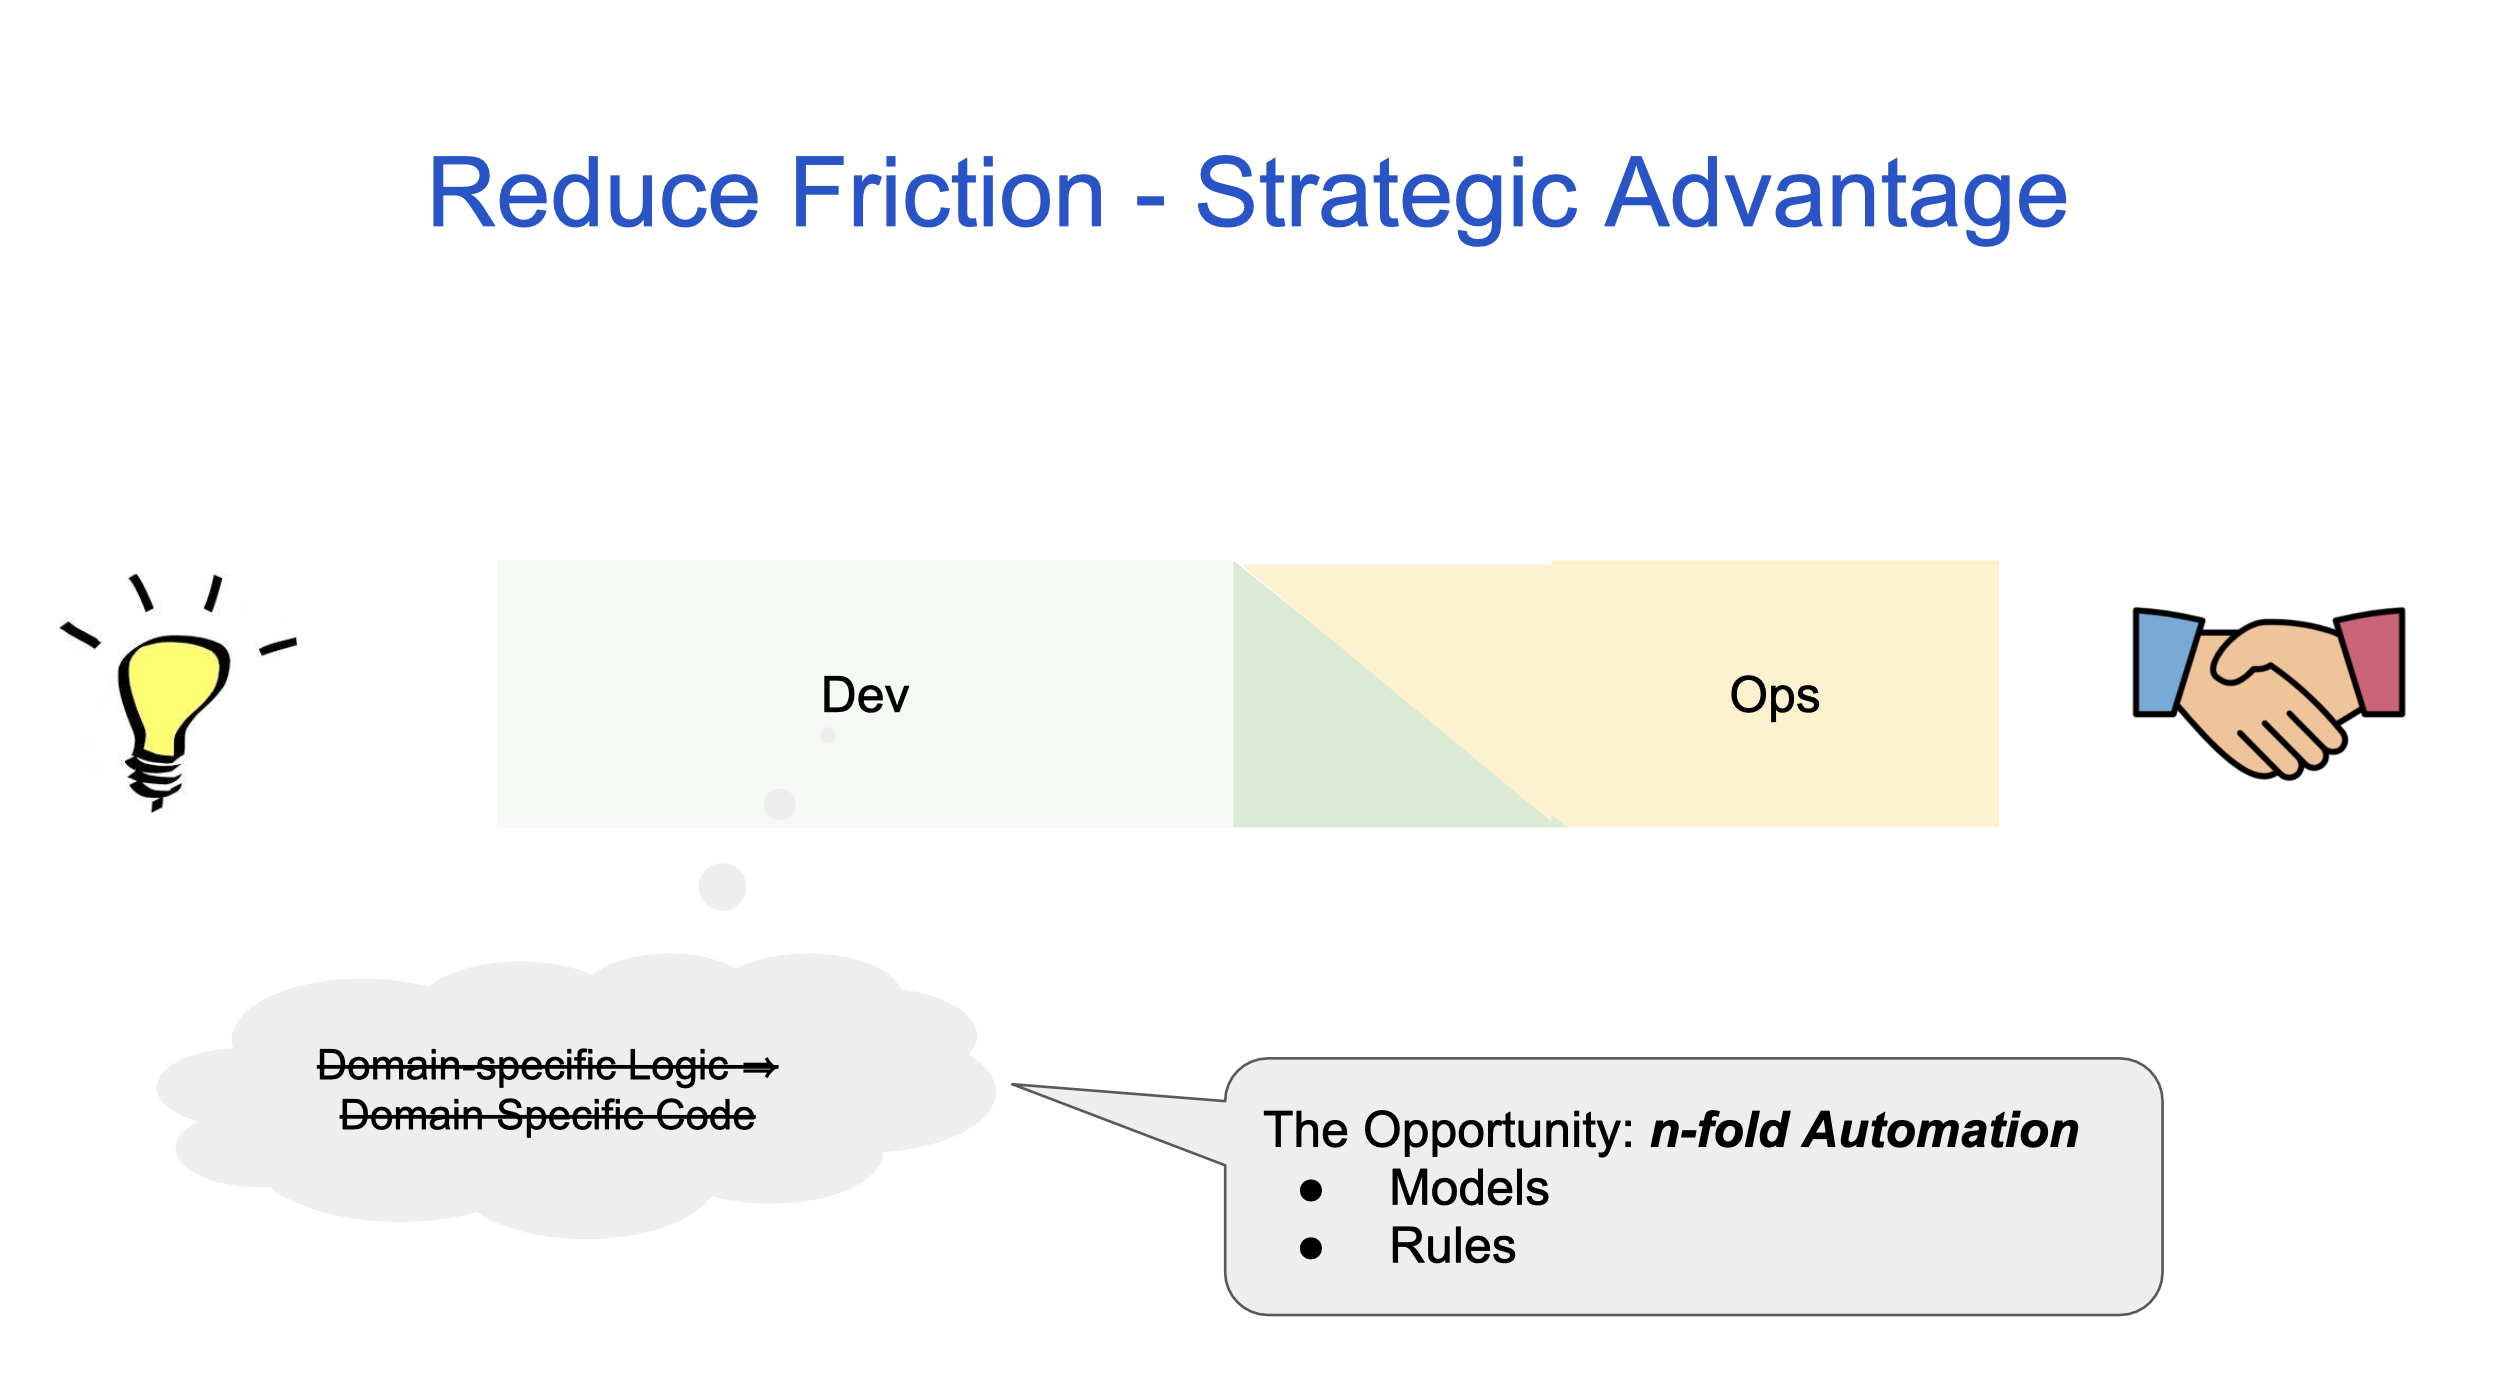 Reduce Friction - Strategic Advantage
Dev
Ops
Domain-specific Logic →
Domain Specific Code
The Opportunity: n-fold Automation
● Models
● Rules